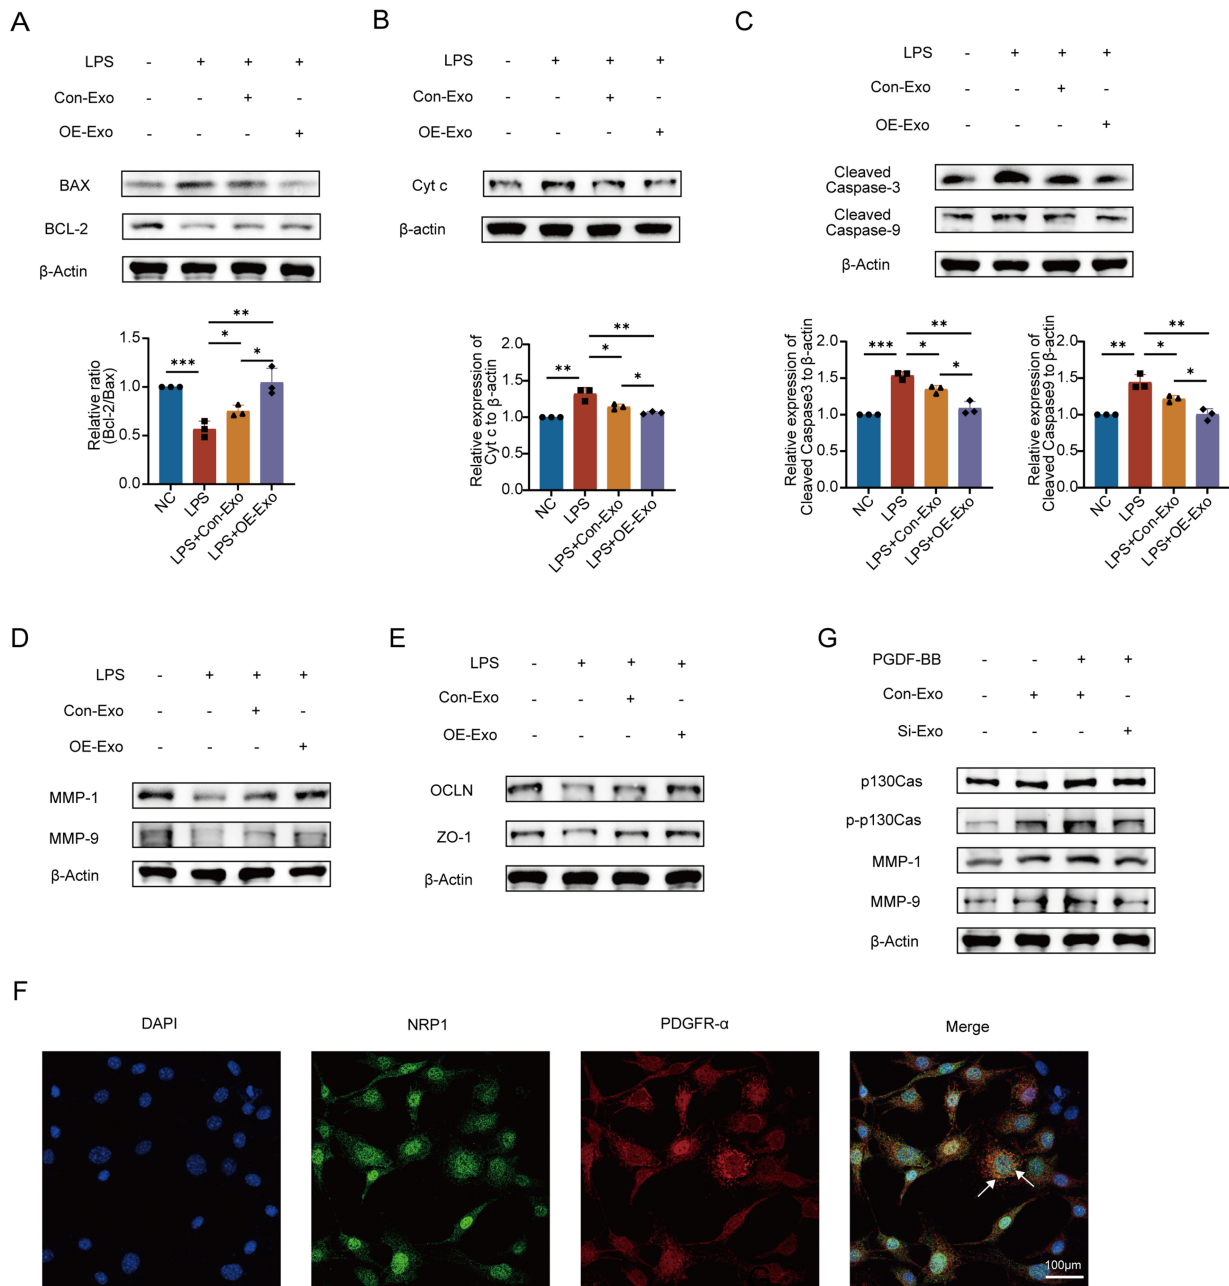 A
LPS - + + +
Con-Exo - - + -
OE-Exo - - - +
BAX
BCL-2
β-Actin
Relative ratio
(Bcl-2/Bax)
1.5
1.0
0.5
0.0
***
*
**
*
NC
LPS
LPS+Con-Exo
LPS+OE-Exo
B
LPS - + + +
Con-Exo - - + -
OE-Exo - - - +
Cyt c
β-actin
Relative expression of
Cyt c to β-actin
2.0
1.5
1.0
0.5
0.0
**
*
**
*
NC
LPS
LPS+Con-Exo
LPS+OE-Exo
C
LPS - + + +
Con-Exo - - + -
OE-Exo - - - +
Cleaved
Caspase-3
Cleaved
Caspase-9
β-Actin
Relative expression of
Cleaved Caspase3 to β-actin
2.0
1.5
1.0
0.5
0.0
***
*
**
*
NC
LPS
LPS+Con-Exo
LPS+OE-Exo
Relative expression of
Cleaved Caspase9 to β-actin
2.0
1.5
1.0
0.5
0.0
**
*
**
*
NC
LPS
LPS+Con-Exo
LPS+OE-Exo
D
LPS - + + +
Con-Exo - - + -
OE-Exo - - - +
MMP-1
MMP-9
β-Actin
E
LPS - + + +
Con-Exo - - + -
OE-Exo - - - +
OCLN
ZO-1
β-Actin
G
PGDF-BB - - + +
Con-Exo - + + -
Si-Exo - - - +
p130Cas
p-p130Cas
MMP-1
MMP-9
β-Actin
F
DAPI
NRP1
PDGFR-α
Merge
100μm